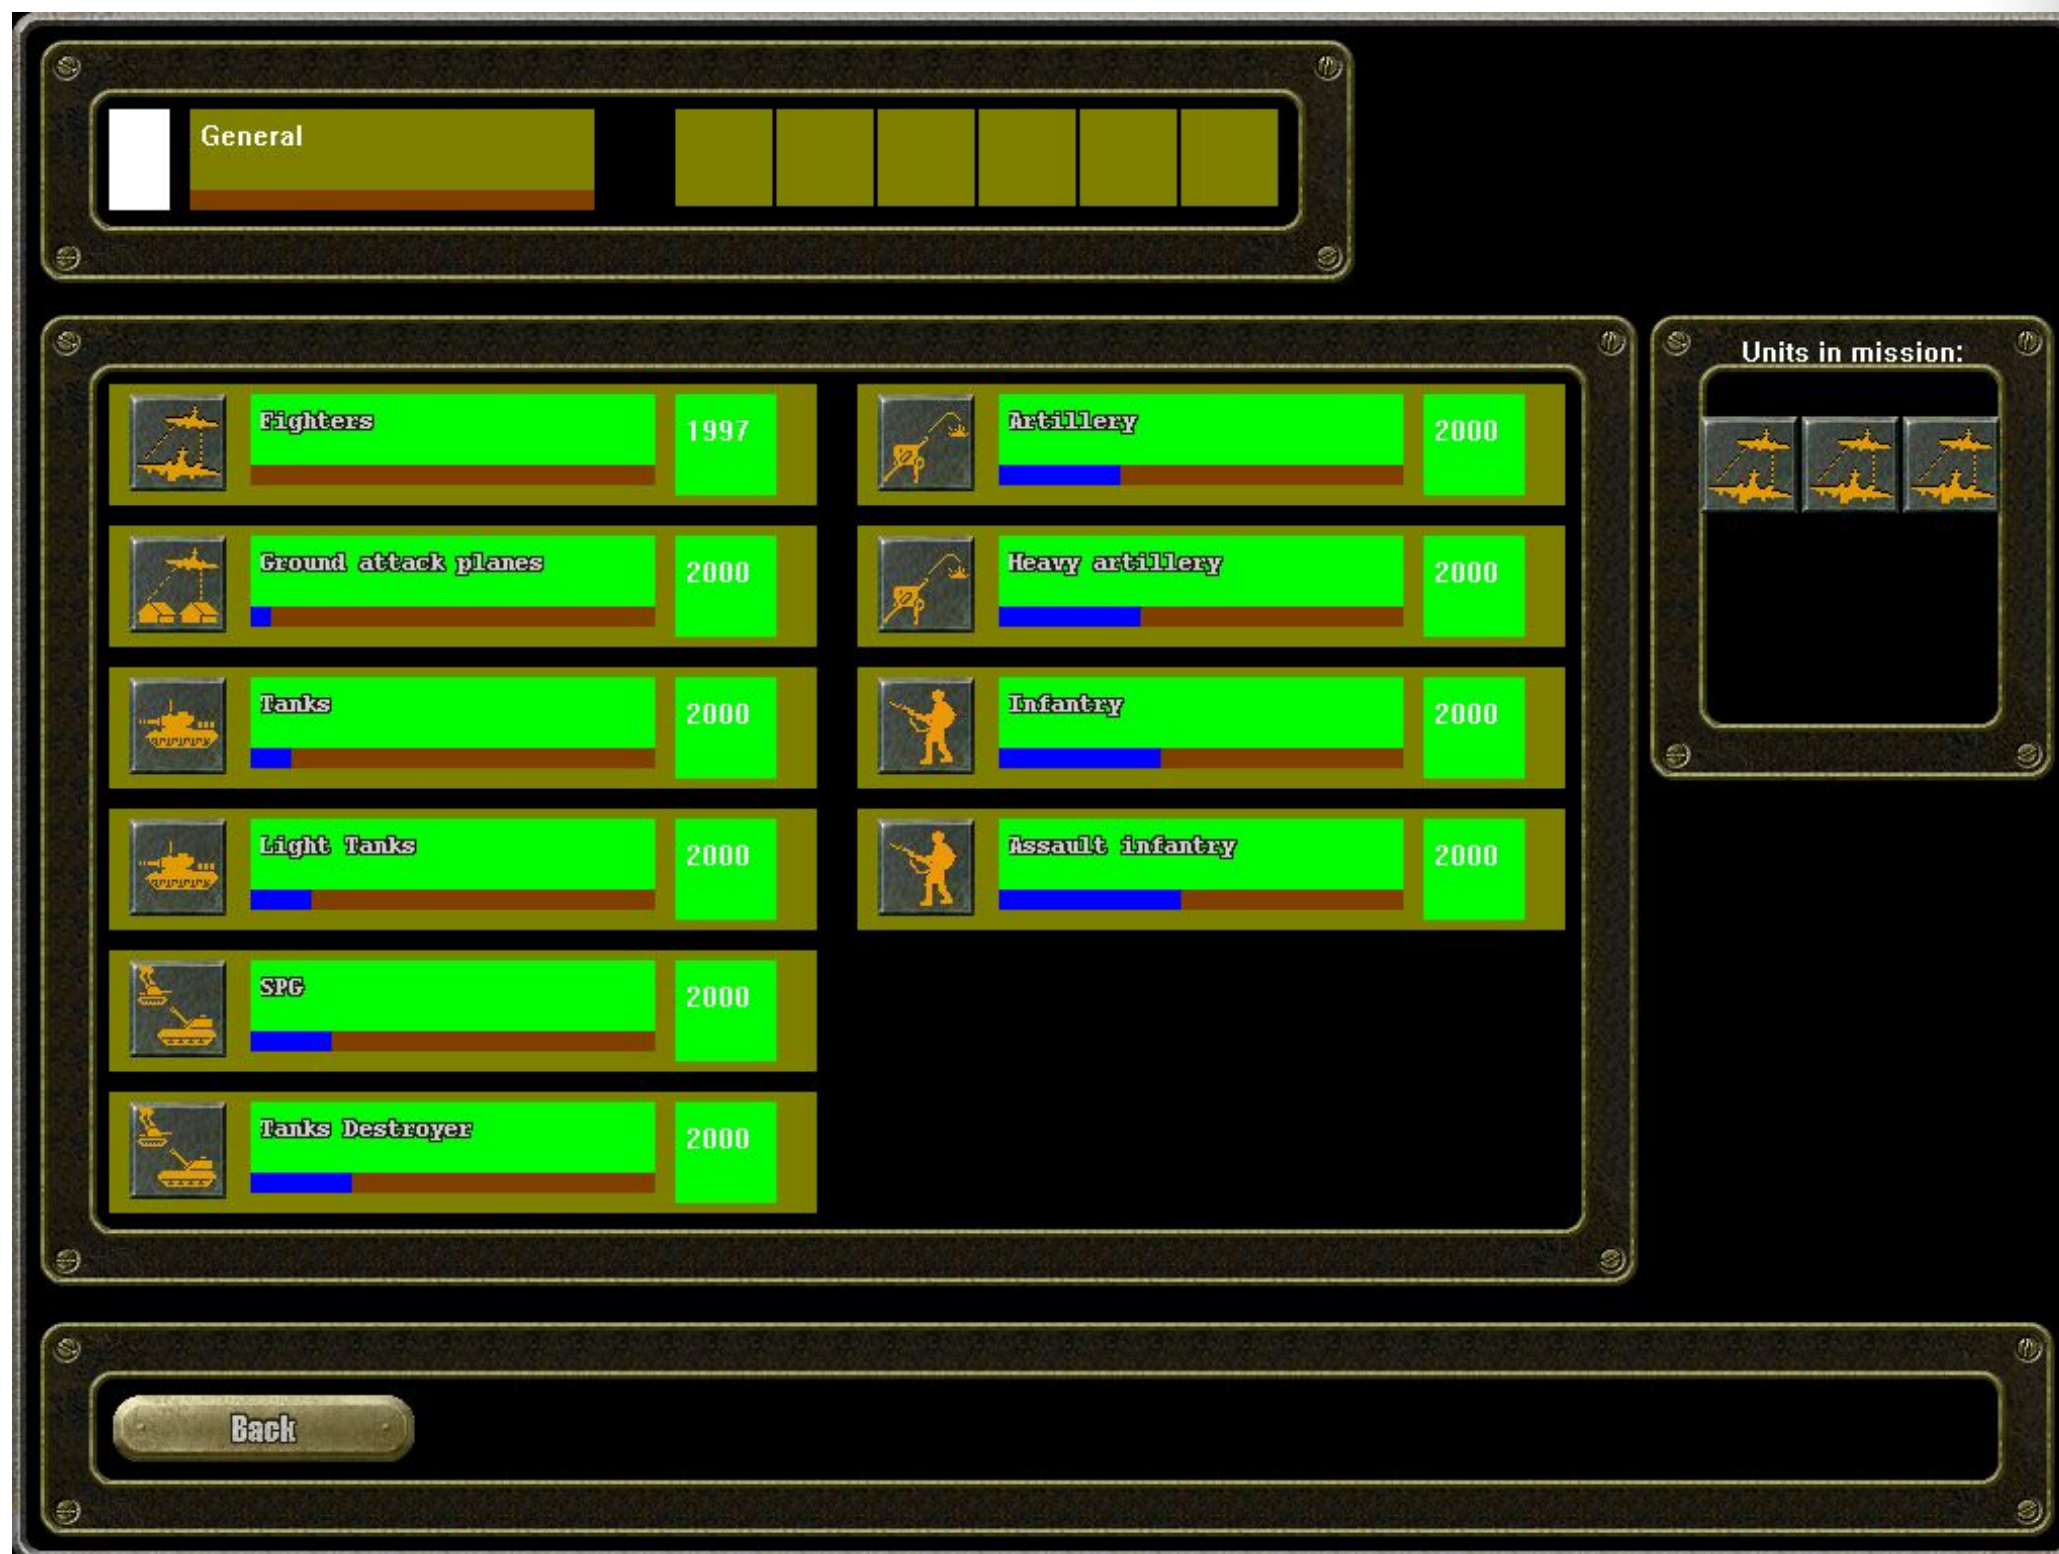 General
Units in mission:
Fighters 1997
Artillery 2000
Ground attack planes 2000
Heavy artillery 2000
Tanks 2000
Infantry 2000
Light Tanks 2000
Assault infantry 2000
SPG 2000
Tanks Destroyer 2000
Back